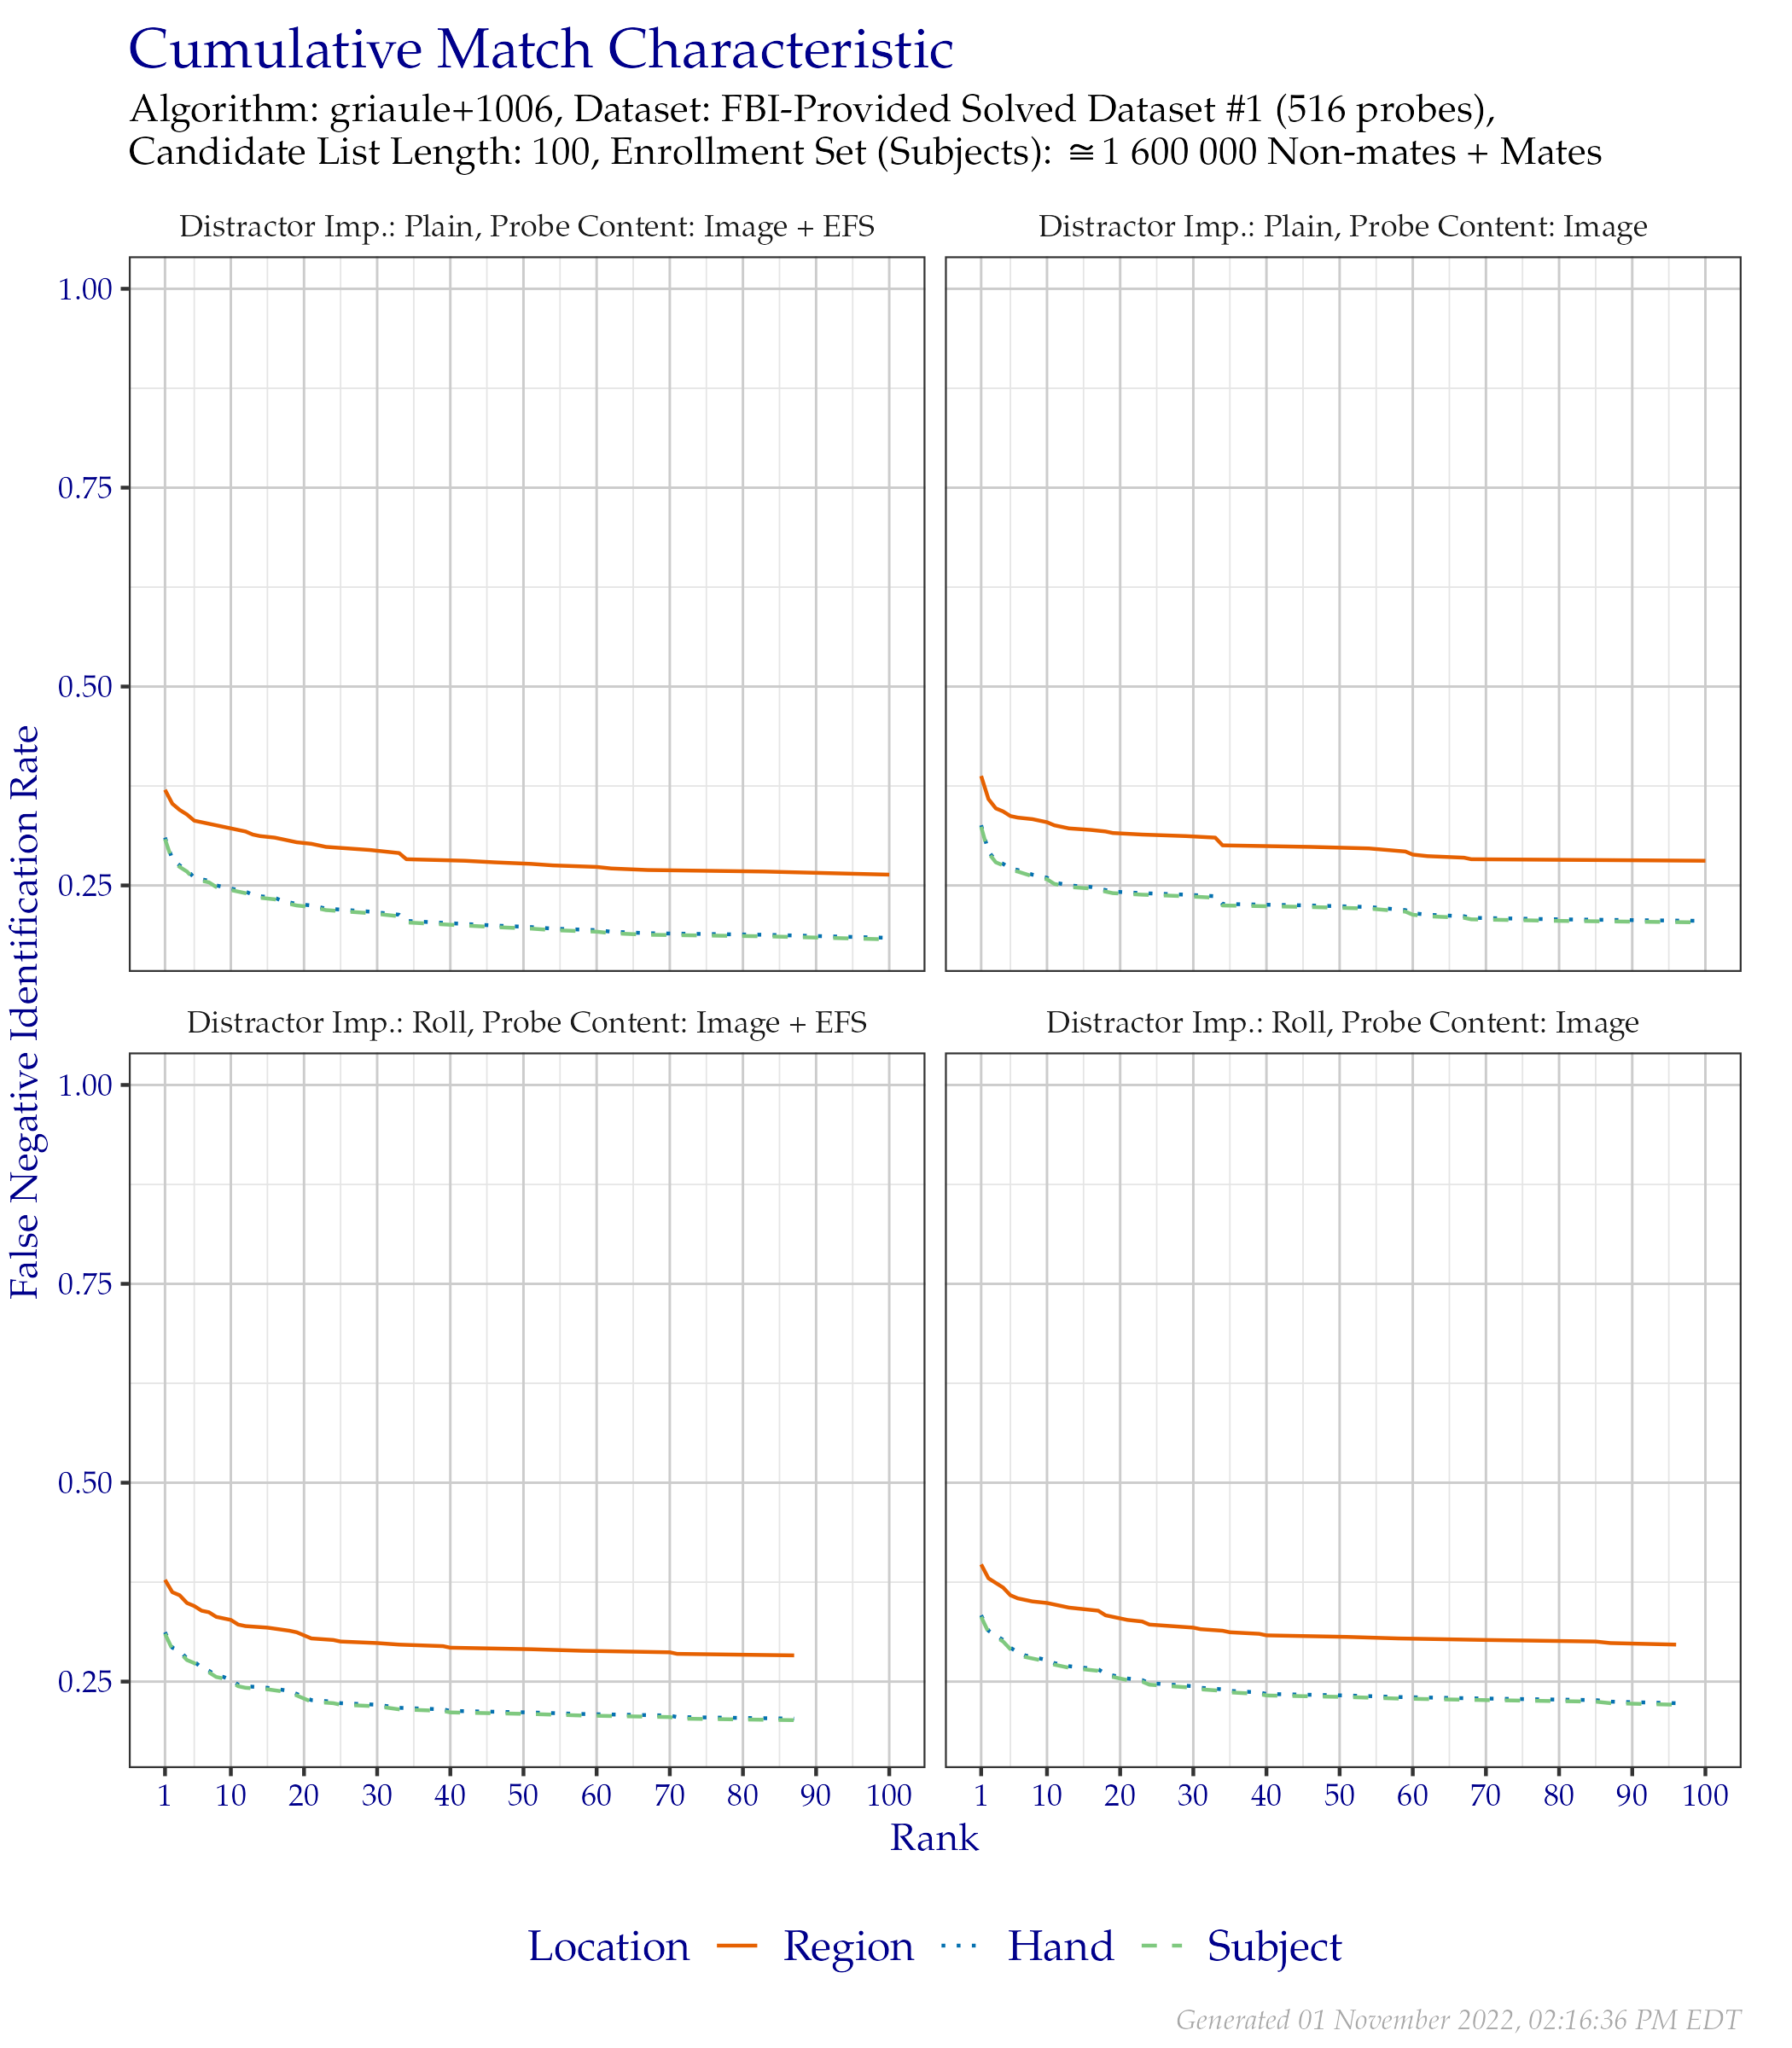 Cumulative Match Characteristic
Algorithm: griaule+1006, Dataset: FBI-Provided Solved Dataset #1 (516 probes),
Candidate List Length: 100, Enrollment Set (Subjects): ≅ 1 600 000 Non-mates + Mates
Distractor Imp.: Plain, Probe Content: Image + EFS
Distractor Imp.: Plain, Probe Content: Image
1.00
0.75
0.50
0.25
False Negative Identification Rate
Distractor Imp.: Roll, Probe Content: Image + EFS
Distractor Imp.: Roll, Probe Content: Image
1.00
0.75
0.50
0.25
1 10 20 30 40 50 60 70 80 90 100
1 10 20 30 40 50 60 70 80 90 100
Rank
Location Region Hand Subject
Generated 01 November 2022, 02:16:36 PM EDT